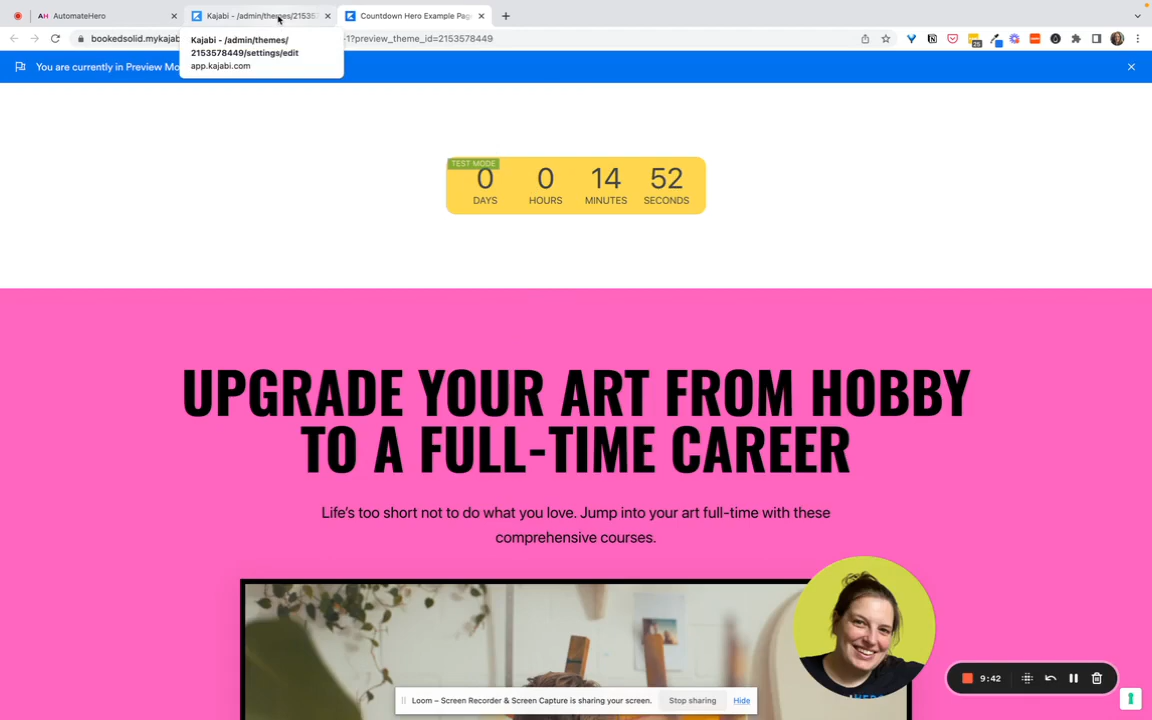 AH AutomateHero
Kajabi - /admin/themes/21535
Countdown Hero Example Pag
bookedsolid.mykajab
1?preview_theme_id=2153578449
Kajabi - /admin/themes/
2153578449/settings/edit
app.kajabi.com
You are currently in Preview Mo
TEST MODE
0 0 14 52
DAYS HOURS MINUTES SECONDS
UPGRADE YOUR ART FROM HOBBY
TO A FULL-TIME CAREER
Life's too short not to do what you love. Jump into your art full-time with these
comprehensive courses.
9:42
Loom – Screen Recorder & Screen Capture is sharing your screen. Stop sharing Hide